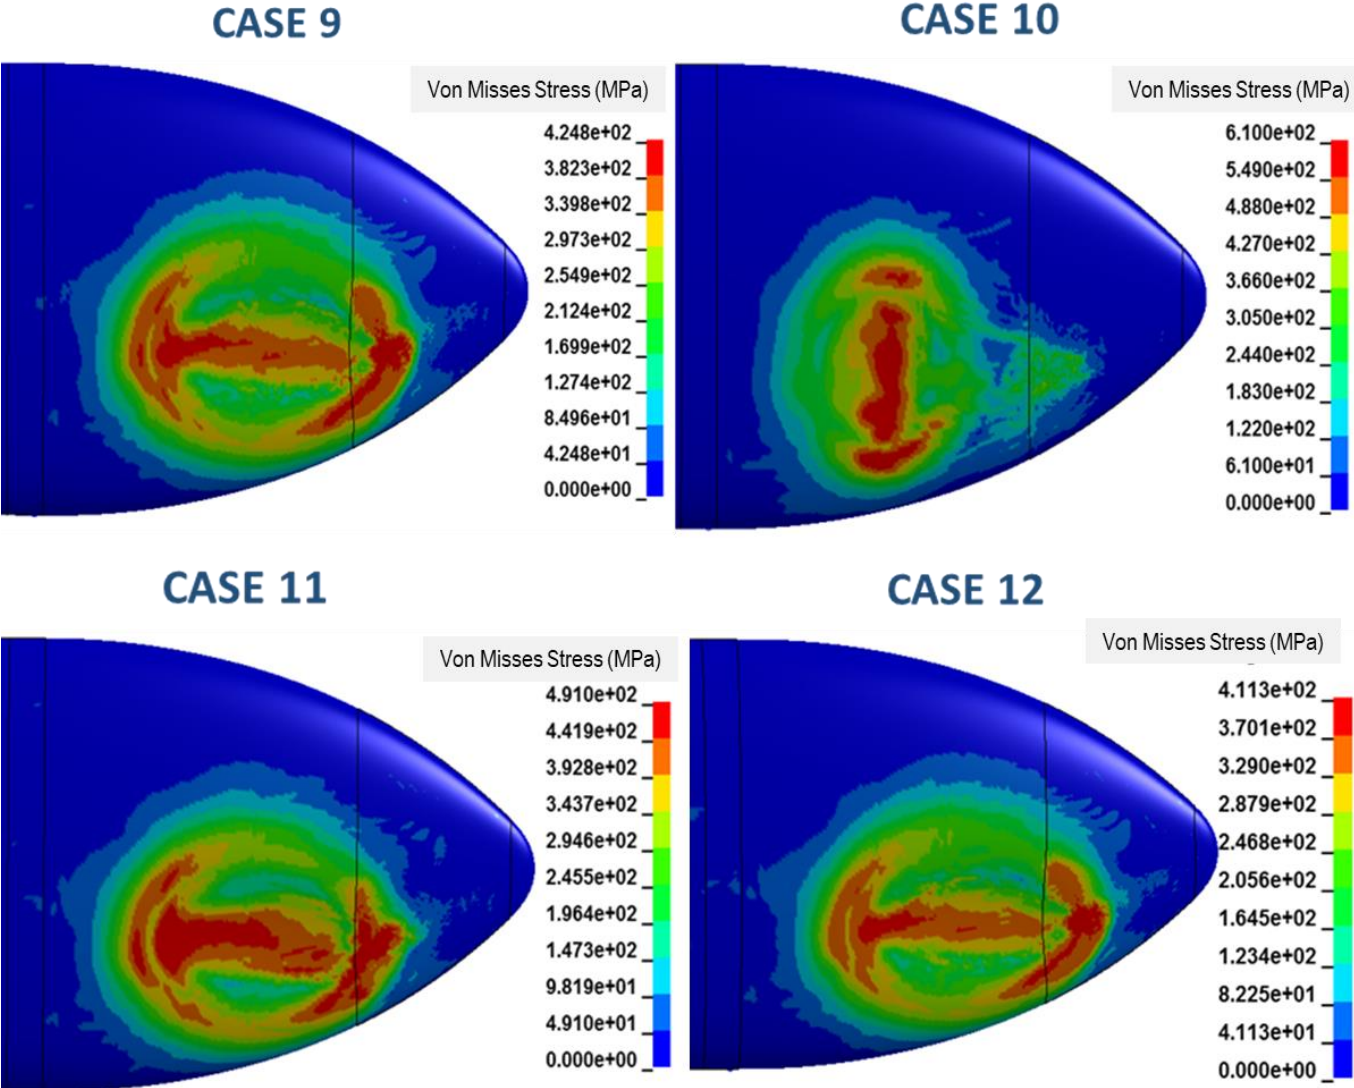 CASE 9
CASE 10
Von Misses Stress (MPa)
4.248e+02
3.823e+02
3.398e+02
2.973e+02
2.549e+02
2.124e+02
1.699e+02
1.274e+02
8.496e+01
4.248e+01
0.000e+00
Von Misses Stress (MPa)
6.100e+02
5.490e+02
4.880e+02
4.270e+02
3.660e+02
3.050e+02
2.440e+02
1.830e+02
1.220e+02
6.100e+01
0.000e+00
CASE 11
CASE 12
Von Misses Stress (MPa)
4.910e+02
4.419e+02
3.928e+02
3.437e+02
2.946e+02
2.455e+02
1.964e+02
1.473e+02
9.819e+01
4.910e+01
0.000e+00
Von Misses Stress (MPa)
4.113e+02
3.701e+02
3.290e+02
2.879e+02
2.468e+02
2.056e+02
1.645e+02
1.234e+02
8.225e+01
4.113e+01
0.000e+00